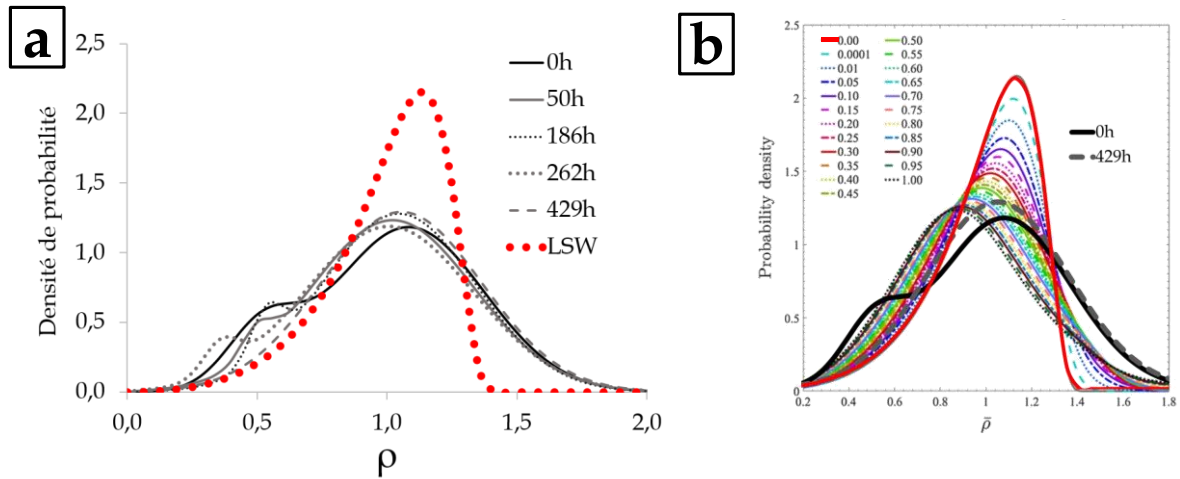 a
2,5
2,0
1,5
1,0
0,5
0,0
Densité de probabilité
0,0 0,5 1,0 1,5 2,0
ρ
0h
50h
186h
262h
429h
LSW
b
2.5
2
1.5
1
0.5
0
Probability density
0.2 0.4 0.6 0.8 1 1.2 1.4 1.6 1.8
ρ̄
0.00 0.50
0.0001 0.55
0.01 0.60
0.05 0.65
0.10 0.70
0.15 0.75
0.20 0.80
0.25 0.85
0.30 0.90
0.35 0.95
0.40 1.00
0.45
0h
429h